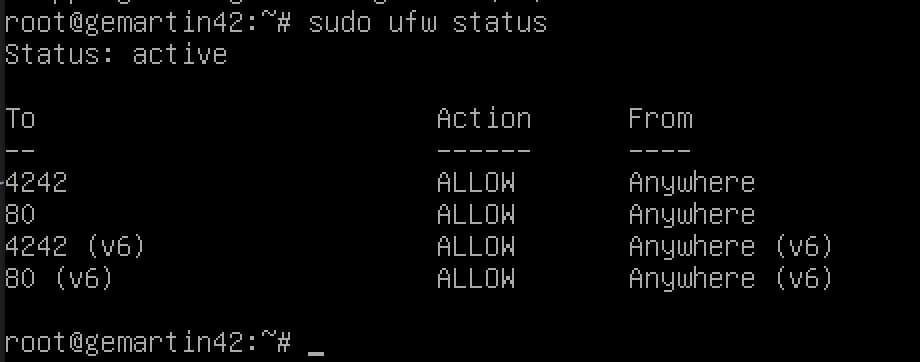 root@gemartin42:~# sudo ufw status
Status: active
To Action From
-- ------ ----
4242 ALLOW Anywhere
80 ALLOW Anywhere
4242 (v6) ALLOW Anywhere (v6)
80 (v6) ALLOW Anywhere (v6)
root@gemartin42:~# _